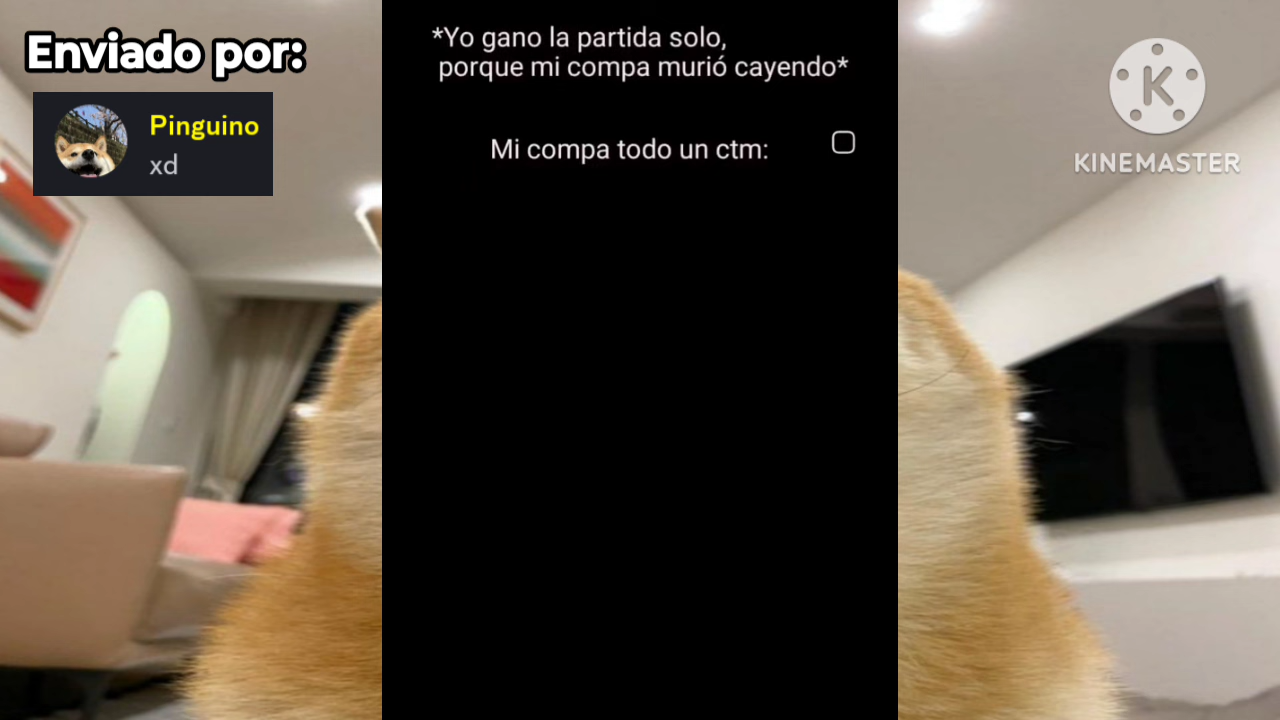 Enviado por:
Pinguino
xd
*Yo gano la partida solo,
porque mi compa murió cayendo*
Mi compa todo un ctm:
K
KINEMASTER